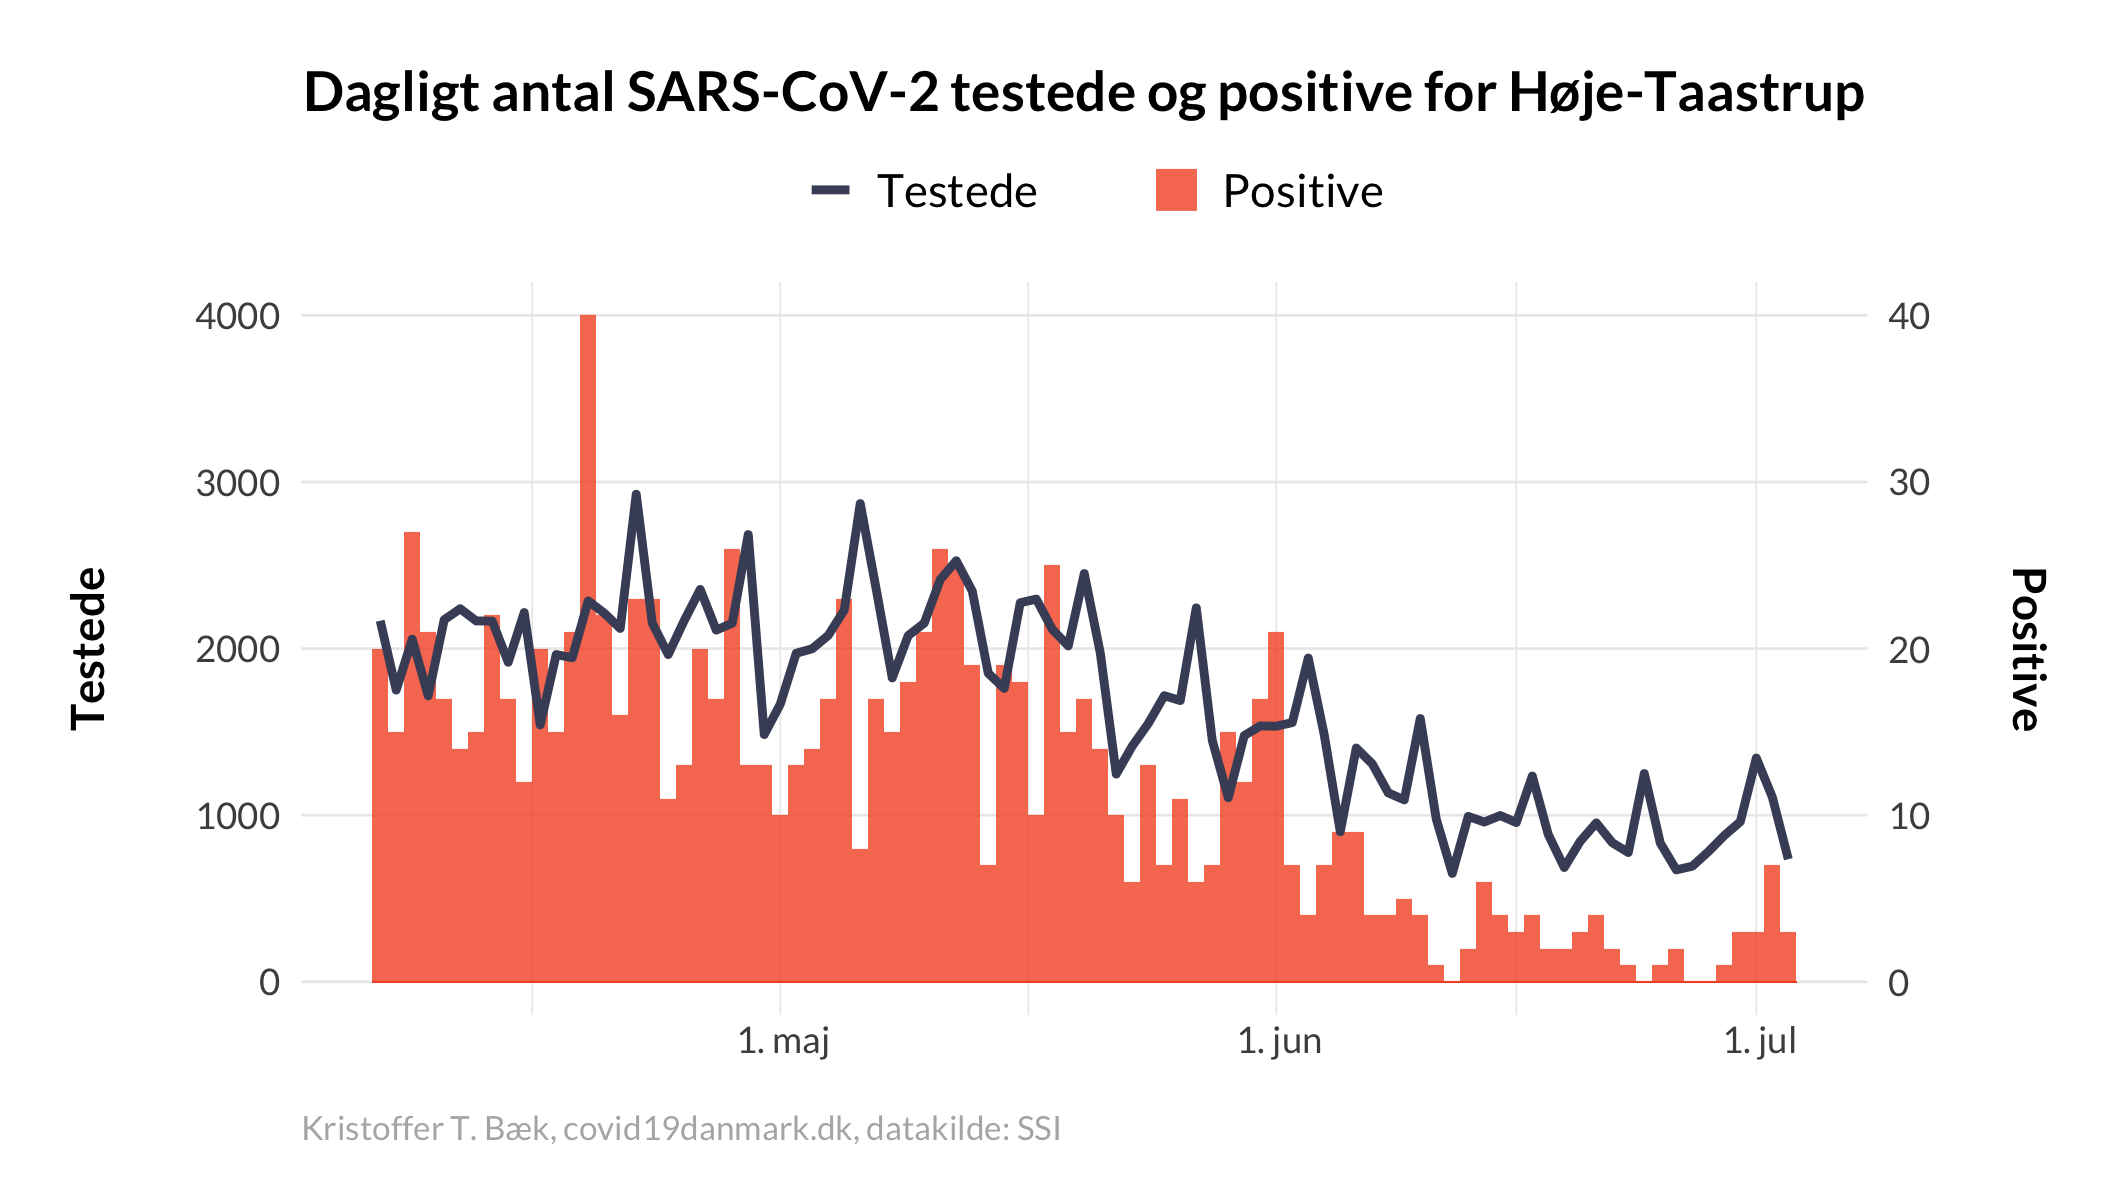 Dagligt antal SARS-CoV-2 testede og positive for Høje-Taastrup
Testede Positive
4000 40
3000 30
2000 20
1000 10
0 0
Testede
Positive
1. maj 1. jun 1. jul
Kristoffer T. Bæk, covid19danmark.dk, datakilde: SSI